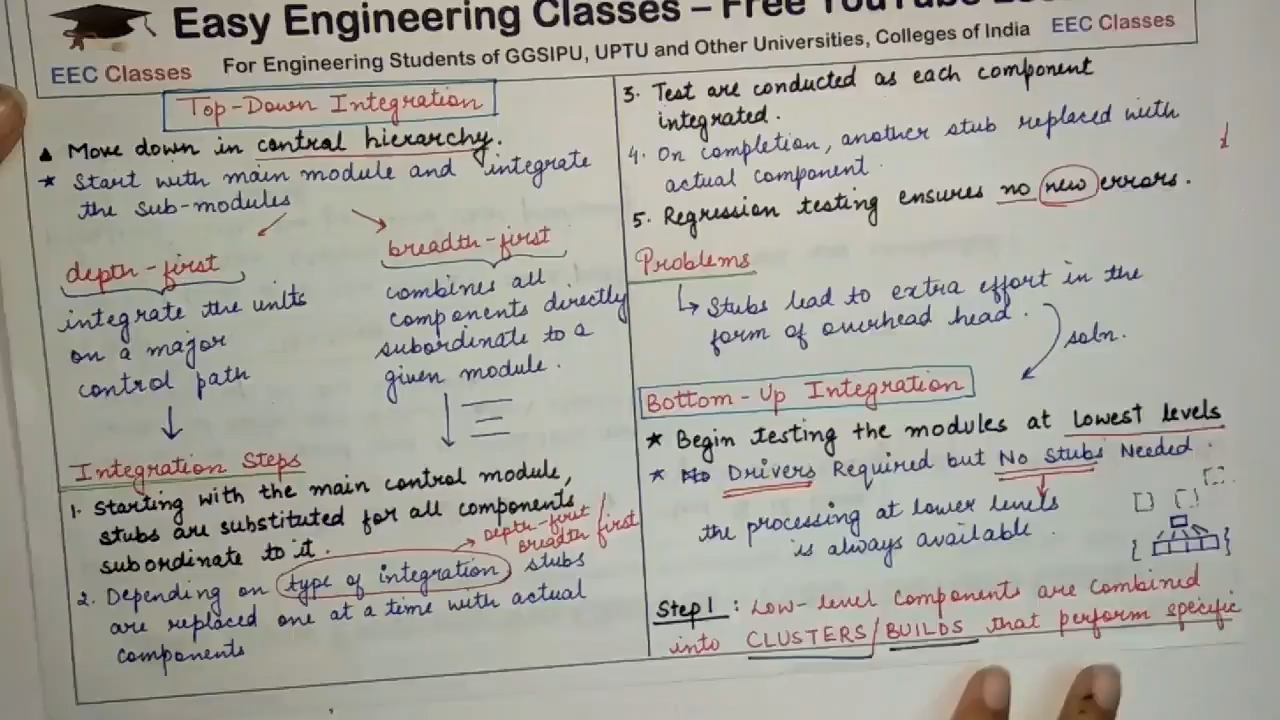 Easy Engineering Classes – Free YouTube
EEC Classes For Engineering Students of GGSIPU, UPTU and Other Universities, Colleges of India EEC Classes
Top-Down Integration
▲ Move down in control hierarchy.
* Start with main module and integrate
the sub-modules
depth-first
integrate the units
on a major
control path
breadth-first
combines all
components directly
subordinate to a
given module.
Integration Steps
1. Starting with the main control module,
stubs are substituted for all components
subordinate to it.
Depth-first /
Breadth first
2. Depending on type of integration stubs
are replaced one at a time with actual
components
3. Test are conducted as each component
integrated.
4. On completion, another stub replaced with
actual component.
5. Regression testing ensures no new errors.
Problems
↳ Stubs lead to extra effort in the
form of overhead head.
soln.
Bottom-Up Integration
* Begin testing the modules at lowest levels
* Drivers Required but No Stubs Needed.
the processing at lower levels
is always available.
Step 1 : Low-level components are combined
into CLUSTERS/BUILDS that perform specific